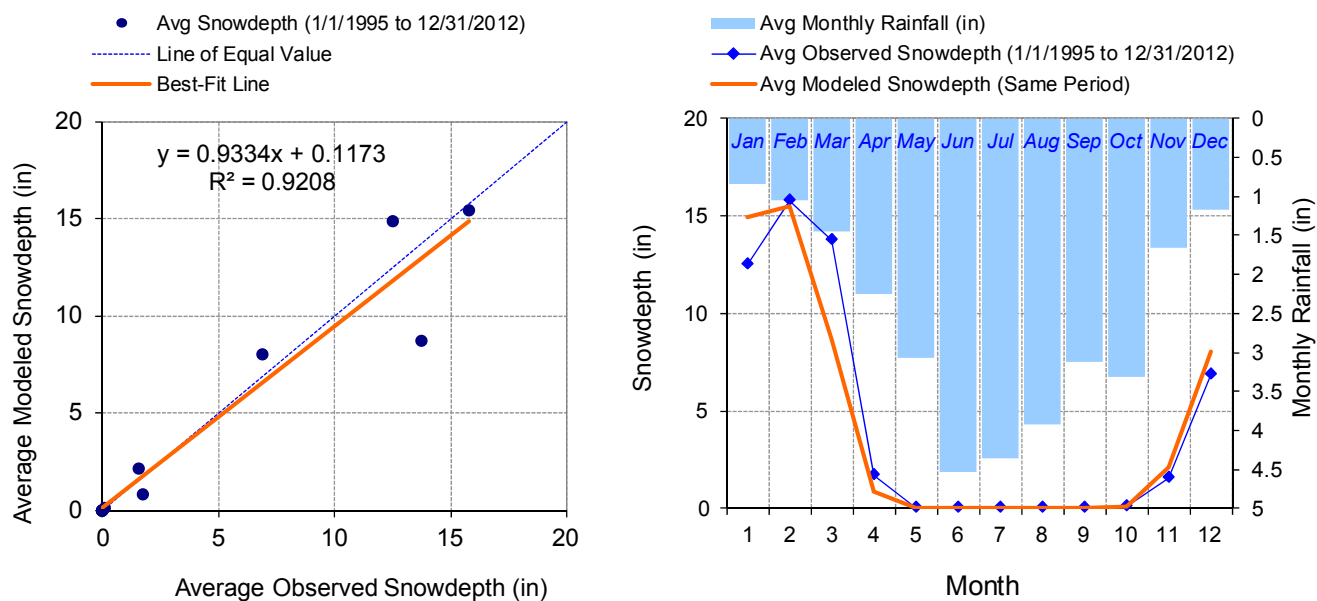 Avg Snowdepth (1/1/1995 to 12/31/2012)
Line of Equal Value
Best-Fit Line
y = 0.9334x + 0.1173
R² = 0.9208
20
15
10
5
0
0 5 10 15 20
Average Modeled Snowdepth (in)
Average Observed Snowdepth (in)
Avg Monthly Rainfall (in)
Avg Observed Snowdepth (1/1/1995 to 12/31/2012)
Avg Modeled Snowdepth (Same Period)
Jan Feb Mar Apr May Jun Jul Aug Sep Oct Nov Dec
20
15
10
5
0
Snowdepth (in)
0
0.5
1
1.5
2
2.5
3
3.5
4
4.5
5
Monthly Rainfall (in)
1 2 3 4 5 6 7 8 9 10 11 12
Month